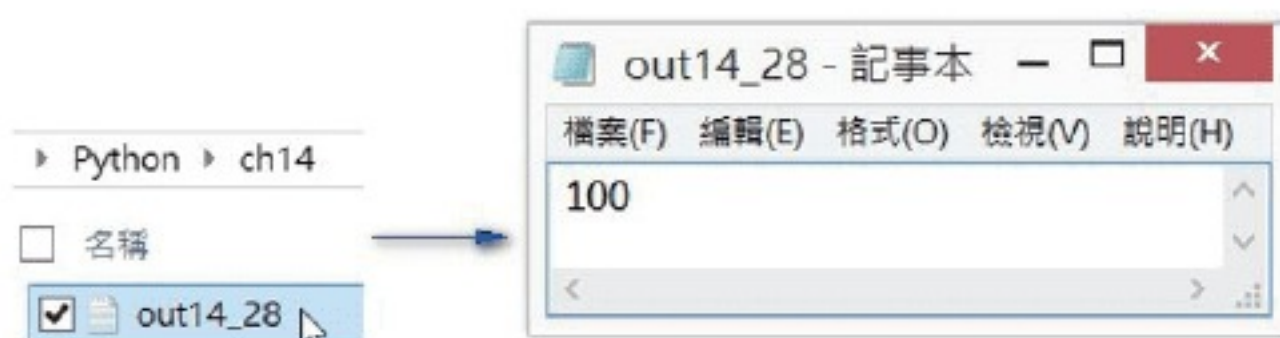 Python ch14
名稱
out14_28
out14_28 - 記事本
檔案(F) 編輯(E) 格式(O) 檢視(V) 說明(H)
100